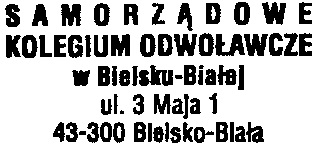 SAMORZĄDOWE
KOLEGIUM ODWOŁAWCZE
w Bielsku-Białej
ul. 3 Maja 1
43-300 Bielsko-Biała